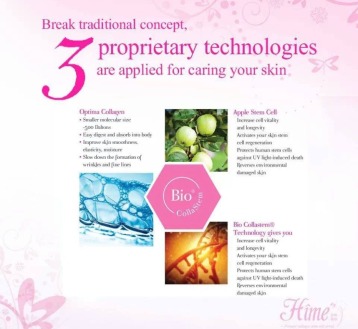 Break traditional concept,
3 proprietary technologies
are applied for caring your skin
Optima Collagen
• Smaller molecular size
<500 Daltons
• Easy digest and absorb into body
• Improve skin smoothness,
elasticity, moisture
• Slow down the formation of
wrinkles and fine lines
Apple Stem Cell
Increase cell vitality
and longevity
Activates your skin stem
cell regeneration
Protects human stem cells
against UV light-induced death
Reverses environmental
damaged skin
Bio
CollaStem
Bio Collastem®
Technology gives you
Increase cell vitality
and longevity
Activates your skin stem
cell regeneration
Protects human stem cells
against UV light-induced death
Reverses environmental
damaged skin
Hime